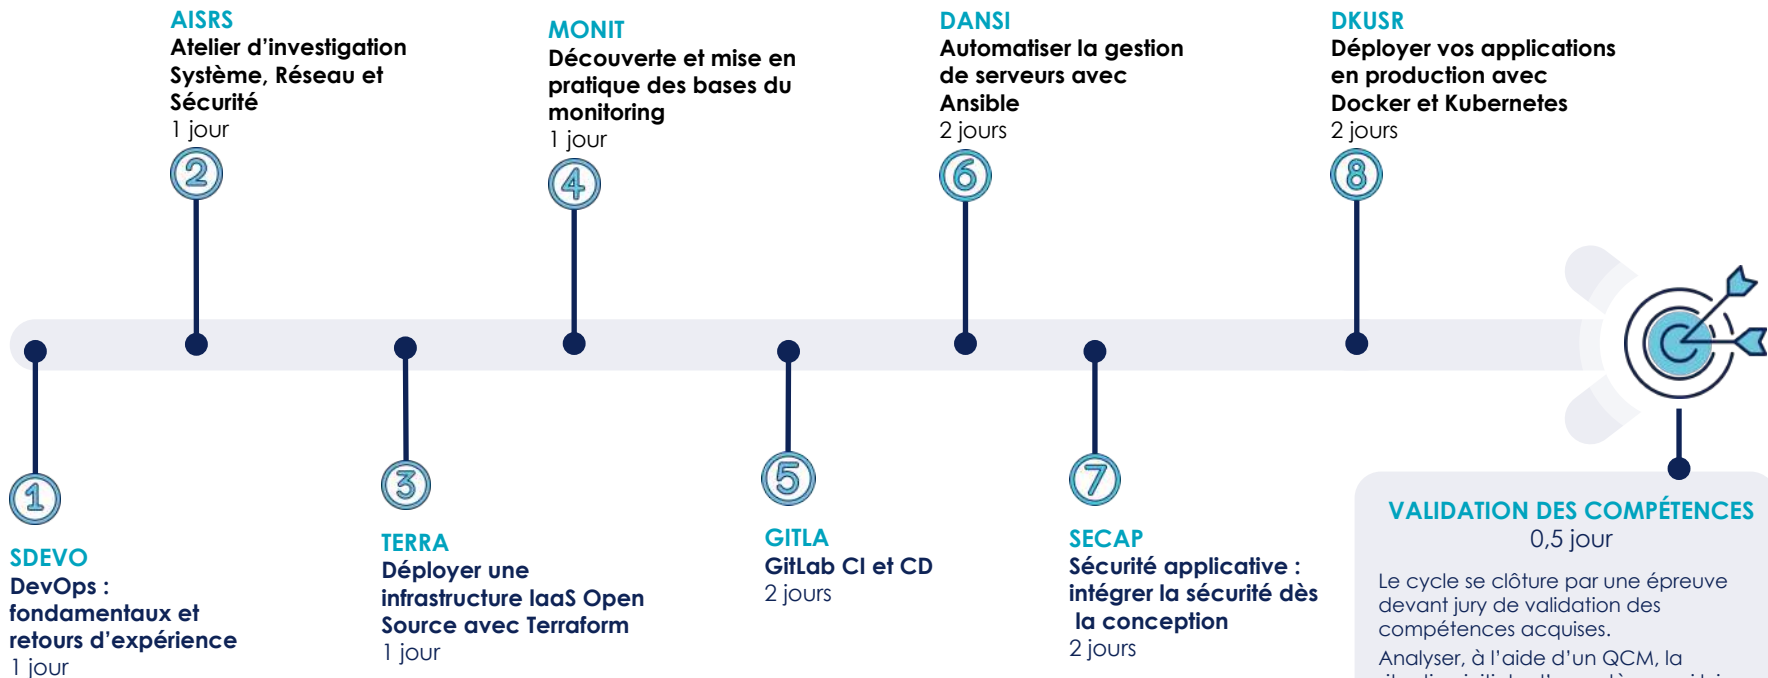 AISRS
Atelier d'investigation
Système, Réseau et
Sécurité
1 jour
2
MONIT
Découverte et mise en
pratique des bases du
monitoring
1 jour
4
DANSI
Automatiser la gestion
de serveurs avec
Ansible
2 jours
6
DKUSR
Déployer vos applications
en production avec
Docker et Kubernetes
2 jours
8
1
SDEVO
DevOps :
fondamentaux et
retours d'expérience
1 jour
3
TERRA
Déployer une
infrastructure IaaS Open
Source avec Terraform
1 jour
5
GITLA
GitLab CI et CD
2 jours
7
SECAP
Sécurité applicative :
intégrer la sécurité dès
la conception
2 jours
VALIDATION DES COMPÉTENCES
0,5 jour
Le cycle se clôture par une épreuve
devant jury de validation des
compétences acquises.
Analyser, à l'aide d'un QCM, la